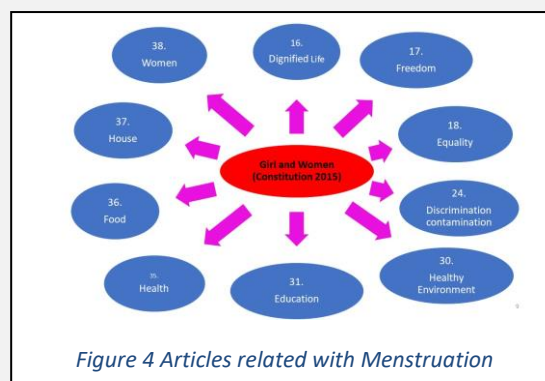 38.
Women
16.
Dignified Life
17.
Freedom
37.
House
18.
Equality
Girl and Women
(Constitution 2015)
36.
Food
24.
Discrimination
contamination
35.
Health
31.
Education
30.
Healthy
Environment
Figure 4 Articles related with Menstruation